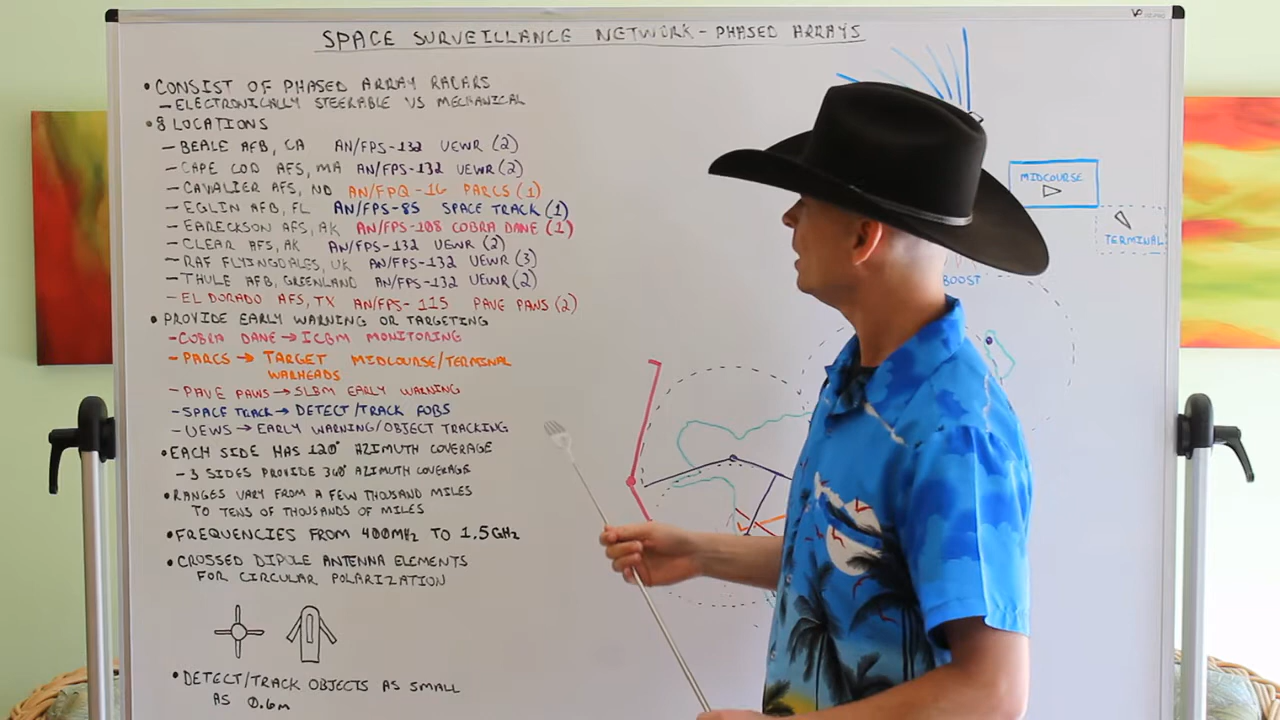 SPACE SURVEILLANCE NETWORK - PHASED ARRAYS
• CONSIST OF PHASED ARRAY RADARS
- ELECTRONICALLY STEERABLE VS MECHANICAL
• 8 LOCATIONS
- BEALE AFB, CA AN/FPS-132 UEWR (2)
- CAPE COD AFS, MA AN/FPS-132 UEWR (2)
- CAVALIER AFS, ND AN/FPQ-16 PARCS (1)
- EGLIN AFB, FL AN/FPS-85 SPACE TRACK (1)
- EARECKSON AFS, AK AN/FPS-108 COBRA DANE (1)
- CLEAR AFS, AK AN/FPS-132 UEWR (2)
- RAF FLYINGDALES, UK AN/FPS-132 UEWR (3)
- THULE AFB, GREENLAND AN/FPS-132 UEWR (2)
- EL DORADO AFS, TX AN/FPS-115 PAVE PAWS (2)
• PROVIDE EARLY WARNING OR TARGETING
- COBRA DANE → ICBM MONITORING
- PARCS → TARGET MIDCOURSE/TERMINAL
WARHEADS
- PAVE PAWS → SLBM EARLY WARNING
- SPACE TRACK → DETECT/TRACK FOBS
- UEWS → EARLY WARNING/OBJECT TRACKING
• EACH SIDE HAS 120° AZIMUTH COVERAGE
- 3 SIDES PROVIDE 360° AZIMUTH COVERAGE
• RANGES VARY FROM A FEW THOUSAND MILES
TO TENS OF THOUSANDS OF MILES
• FREQUENCIES FROM 400MHz TO 1.5GHz
• CROSSED DIPOLE ANTENNA ELEMENTS
FOR CIRCULAR POLARIZATION
• DETECT/TRACK OBJECTS AS SMALL
AS 0.6m
MIDCOURSE
TERMINAL
BOOST